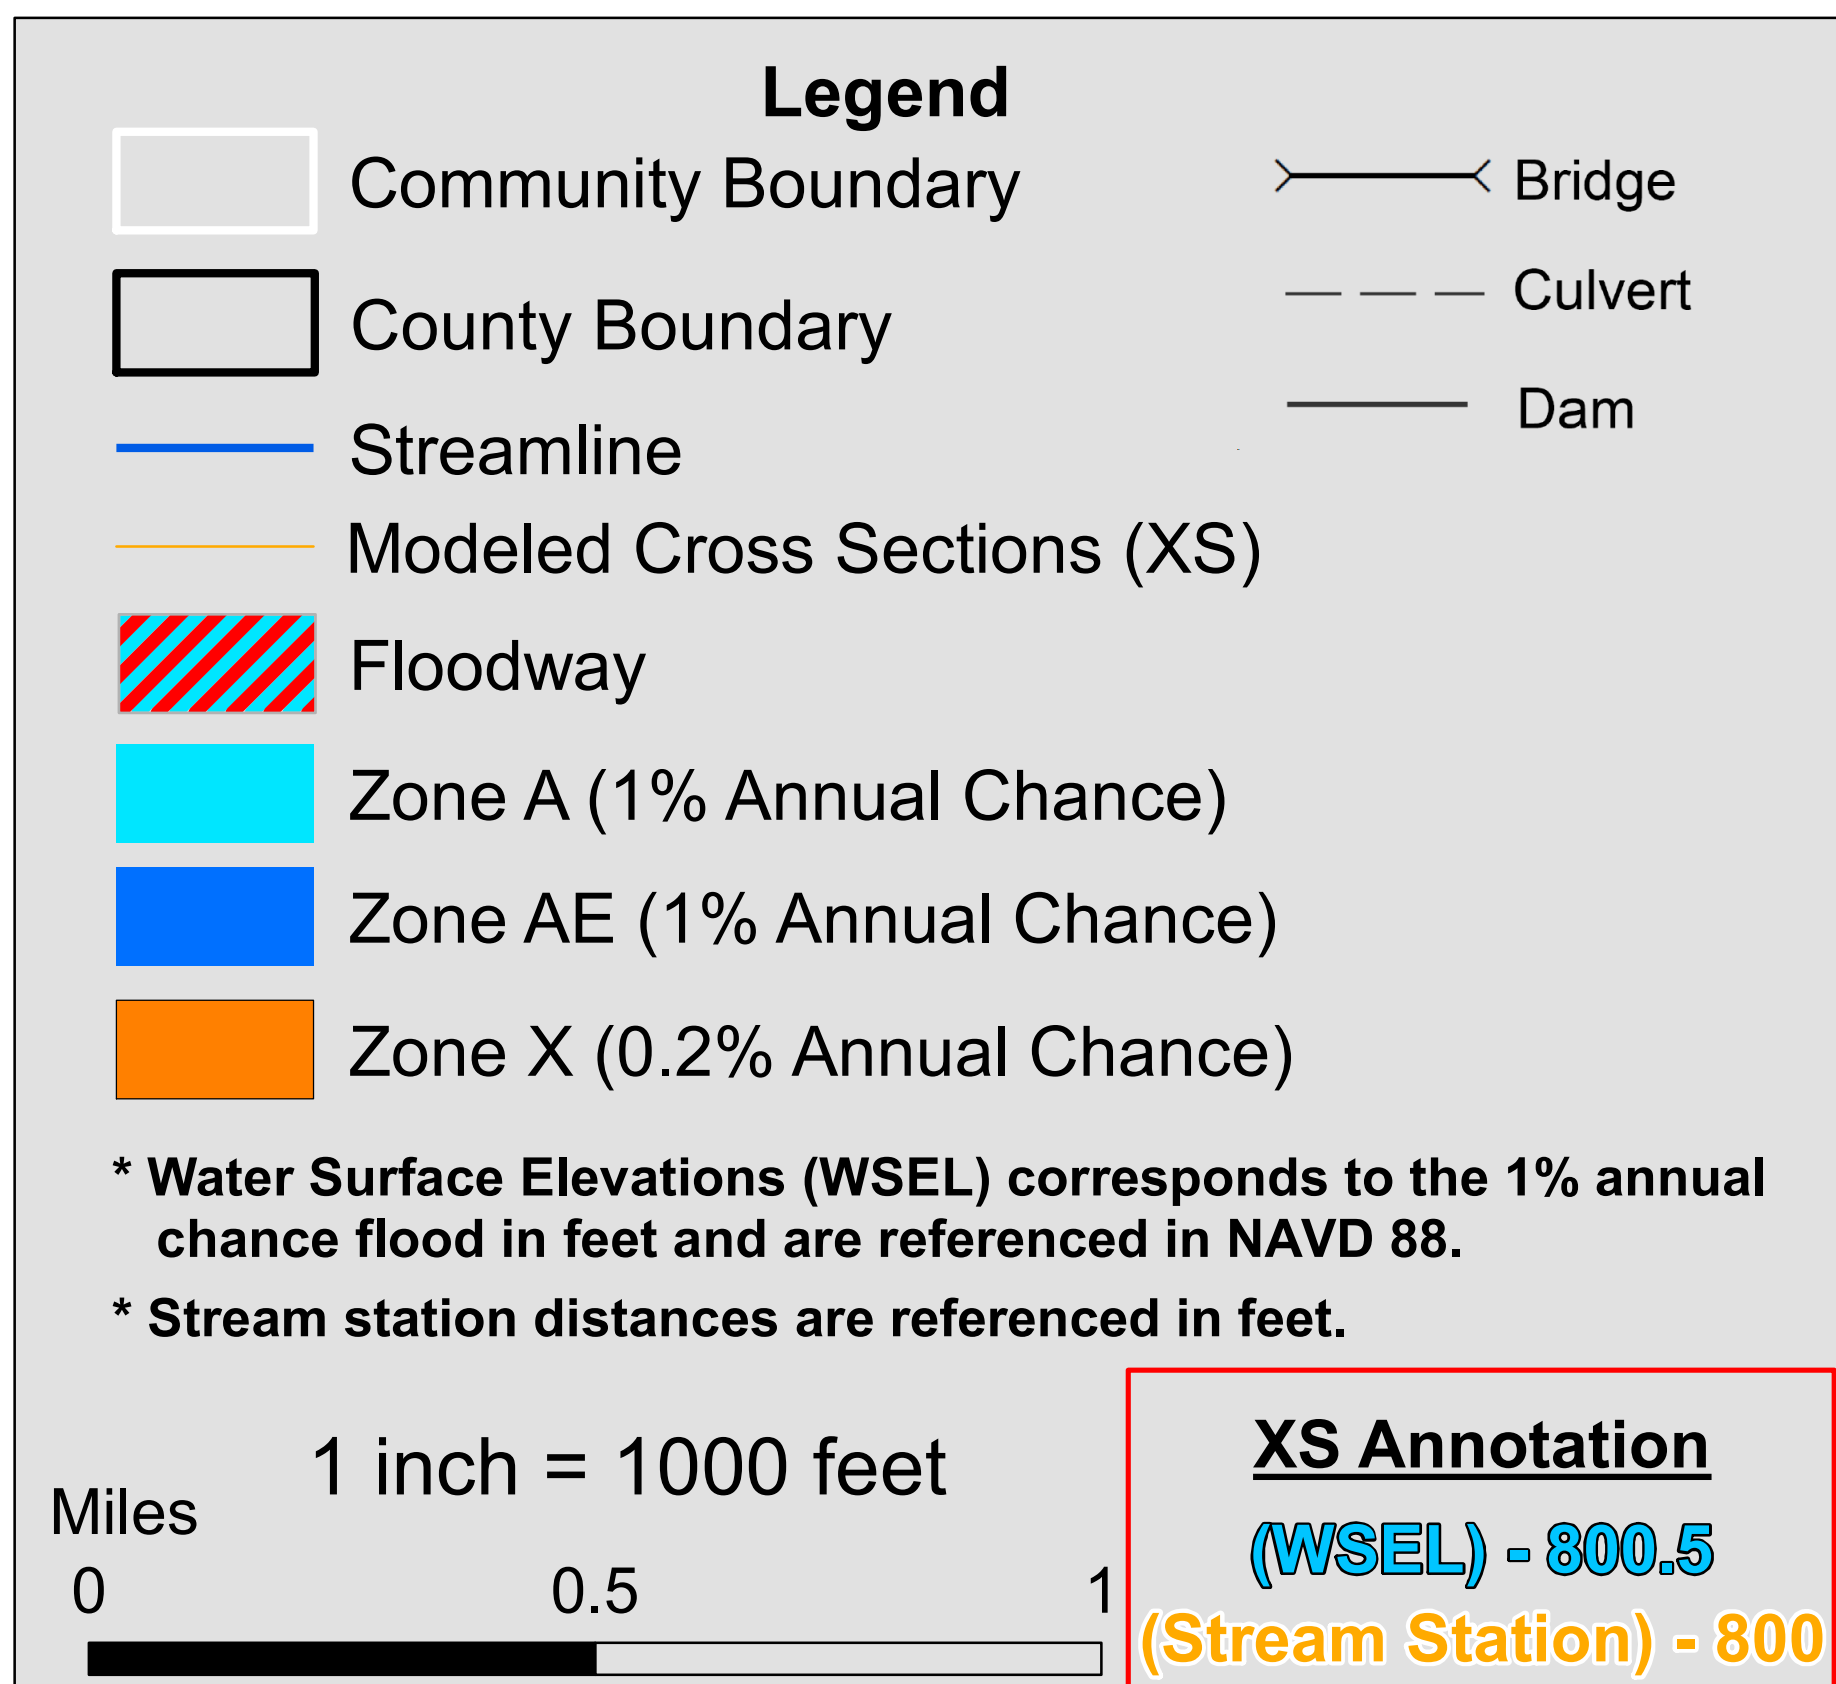 Legend
Community Boundary
County Boundary
Streamline
Modeled Cross Sections (XS)
Floodway
Zone A (1% Annual Chance)
Zone AE (1% Annual Chance)
Zone X (0.2% Annual Chance)
Bridge
Culvert
Dam
* Water Surface Elevations (WSEL) corresponds to the 1% annual
chance flood in feet and are referenced in NAVD 88.
* Stream station distances are referenced in feet.
1 inch = 1000 feet
Miles
0 0.5 1
XS Annotation
(WSEL) - 800.5
(Stream Station) - 800